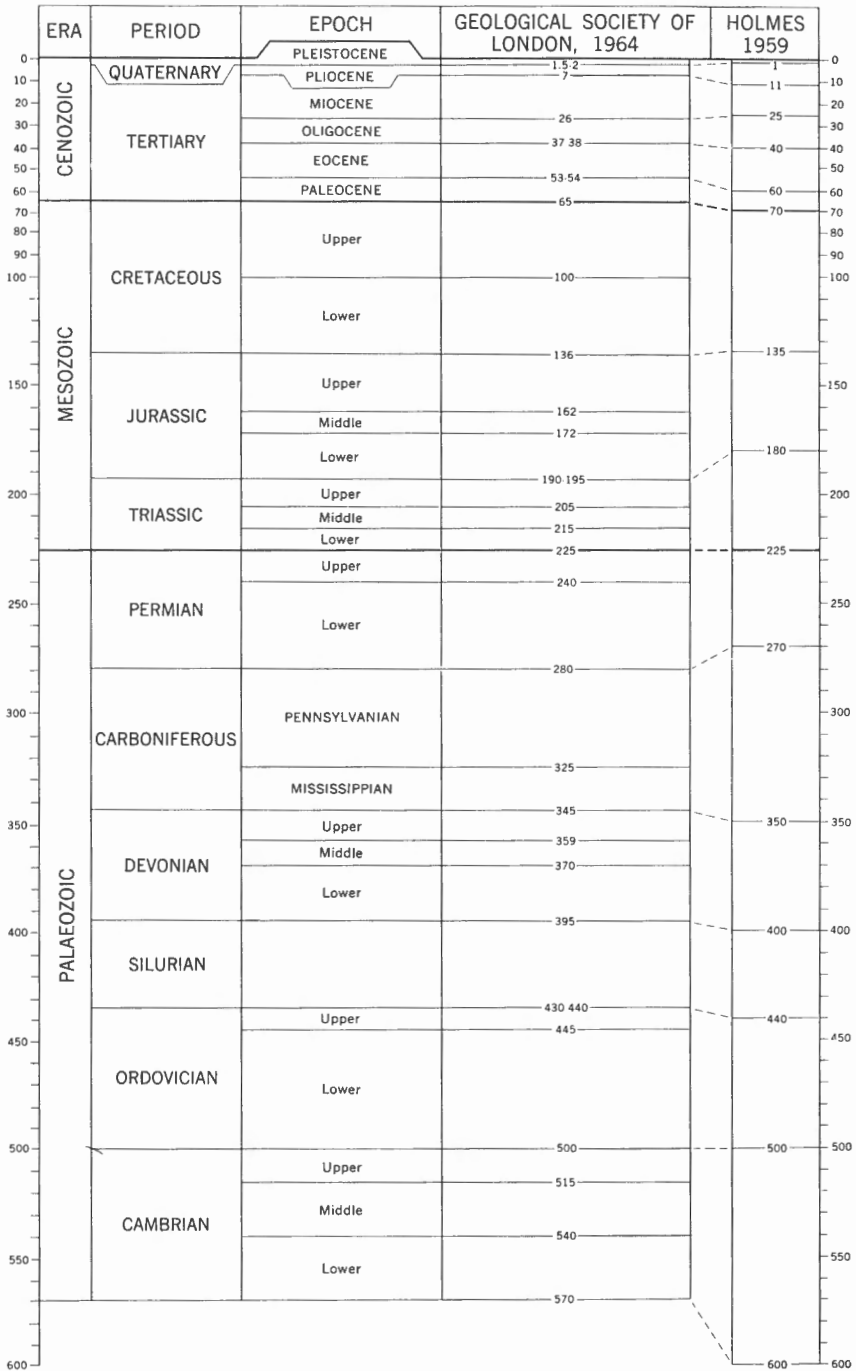 ERA PERIOD EPOCH GEOLOGICAL SOCIETY OF LONDON, 1964 HOLMES 1959
0 PLEISTOCENE 0
QUATERNARY 1.5-2 1
10 PLIOCENE 7 11 10
CENOZOIC
20 MIOCENE 20
30 26 25 30
TERTIARY OLIGOCENE
40 37-38 40 40
50 EOCENE 50
53-54
60 PALEOCENE 60 60
65
70 70 70
80 Upper 80
90 90
100 CRETACEOUS 100 100
Lower
MESOZOIC
136 135
150 Upper 150
JURASSIC 162
Middle
172
Lower 180
190-195
200 Upper 200
TRIASSIC 205
Middle
215
Lower
225 225
Upper
240
250 PERMIAN 250
Lower
270
280
300 PENNSYLVANIAN 300
CARBONIFEROUS
325
MISSISSIPPIAN
345
350 Upper 350 350
359
DEVONIAN Middle
370
Lower
PALAEOZOIC
395
400 400 400
SILURIAN
430-440
Upper 440
445
450 450
ORDOVICIAN Lower
500 500 500 500
Upper
515
CAMBRIAN Middle
540
550 550
Lower
570
600 600 600